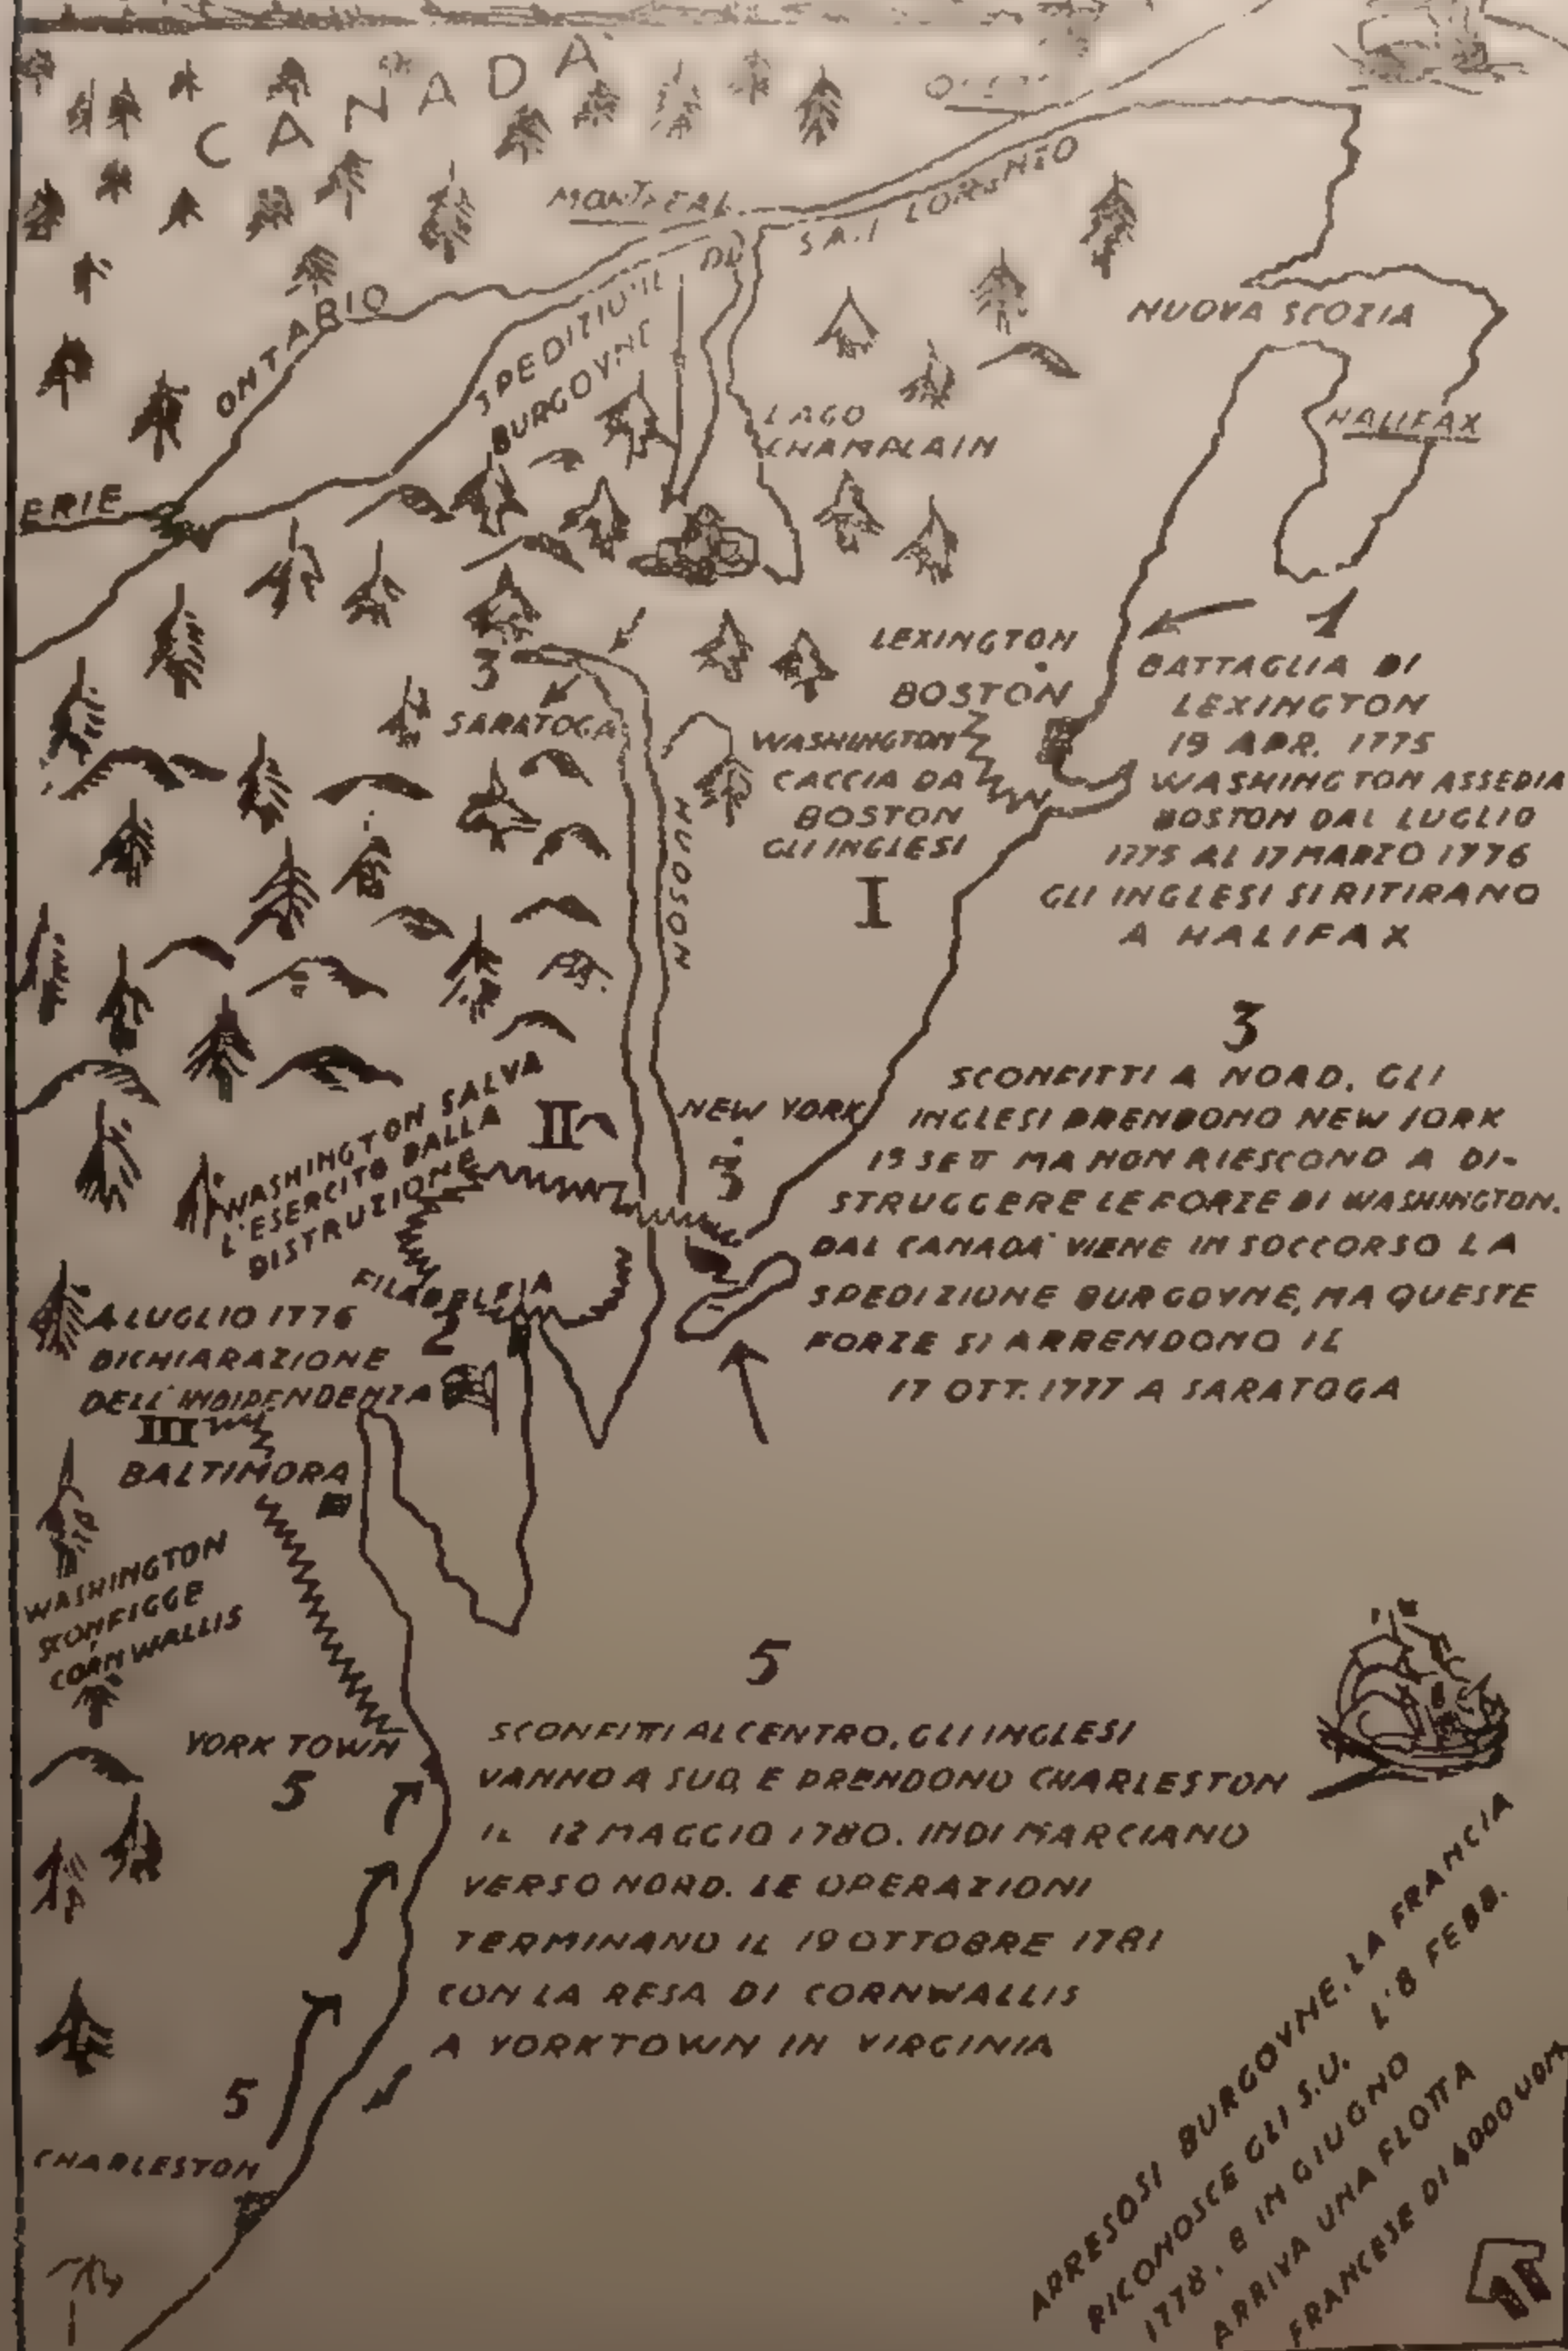 CANADA
MONTREAL
SAN LORENZO
ONTARIO
ERIE
BURGOYNE
LAGO
CHAMPLAIN
NUOVA SCOZIA
HALIFAX
LEXINGTON
BOSTON
WASHINGTON
CACCIA DA
BOSTON
GLI INGLESI
I
1
BATTAGLIA DI
LEXINGTON
19 APR. 1775
WASHINGTON ASSEDIA
BOSTON DAL LUGLIO
1775 AL 17 MARZO 1776
GLI INGLESI SI RITIRANO
A HALIFAX
3
SARATOGA
HUDSON
3
SCONFITTI A NORD, GLI
INGLESI PRENDONO NEW YORK
MA NON RIESCONO A DI-
STRUGGERE LE FORZE DI WASHINGTON.
DAL CANADA' VIENE IN SOCCORSO LA
SPEDIZIONE BURGOYNE, MA QUESTE
FORZE SI ARRENDONO IL
17 OTT. 1777 A SARATOGA
NEW YORK
3
WASHINGTON SALVA
L'ESERCITO DALLA
DISTRUZIONE
II
FILADELFIA
2
4 LUGLIO 1776
DICHIARAZIONE
DELL'INDIPENDENZA
III
BALTIMORA
WASHINGTON
SCONFIGGE
CORNWALLIS
YORK TOWN
5
5
SCONFITTI AL CENTRO, GLI INGLESI
VANNO A SUD, E PRENDONO CHARLESTON
IL 12 MAGGIO 1780. INDI MARCIANO
VERSO NORD. LE OPERAZIONI
TERMINANO IL 19 OTTOBRE 1781
CON LA RESA DI CORNWALLIS
A YORKTOWN IN VIRGINIA
5
CHARLESTON
ARRESOSI BURGOYNE, LA FRANCIA
RICONOSCE GLI S.U. L'8 FEBB.
1778. 8 IN GIUGNO
ARRIVA UNA FLOTTA
FRANCESE DI 4000 UOM